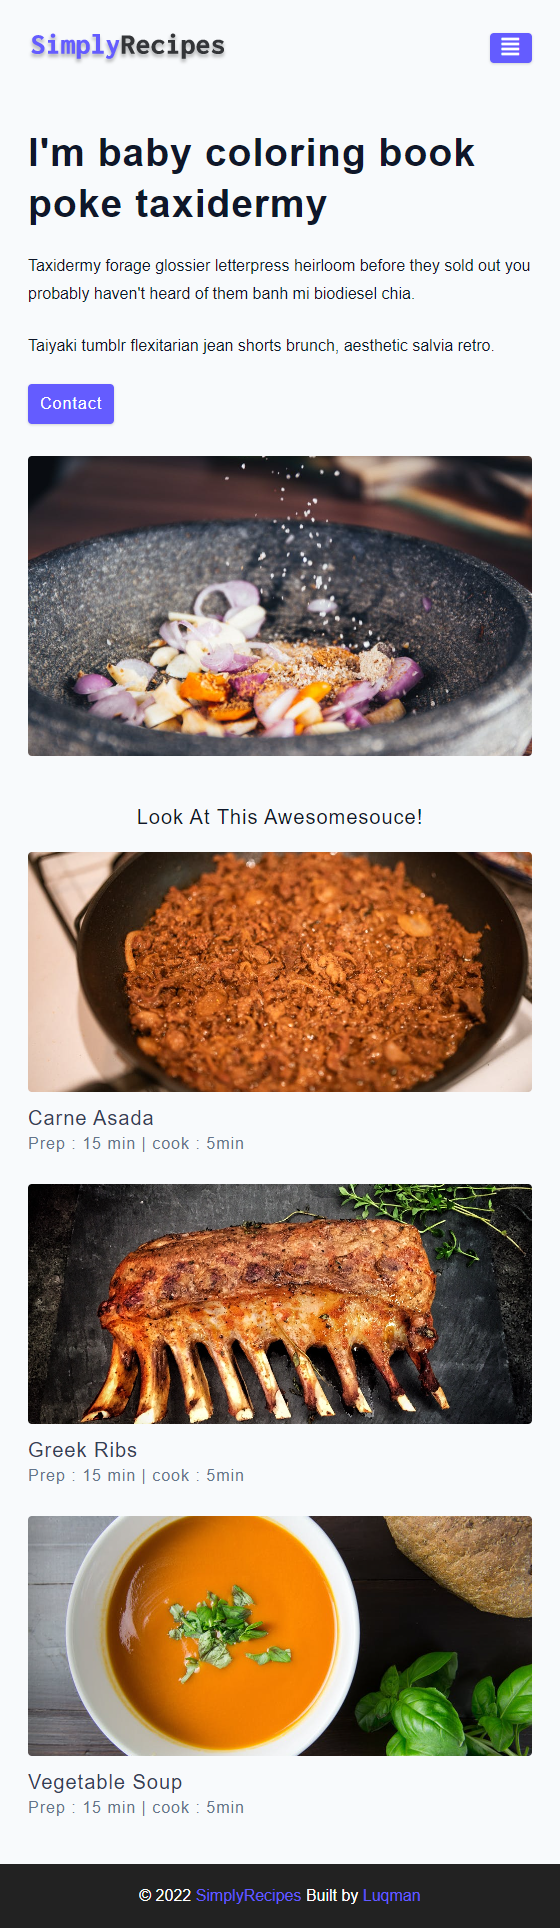 SimplyRecipes
I'm baby coloring book
poke taxidermy
Taxidermy forage glossier letterpress heirloom before they sold out you
probably haven't heard of them banh mi biodiesel chia.
Taiyaki tumblr flexitarian jean shorts brunch, aesthetic salvia retro.
Contact
Look At This Awesomesouce!
Carne Asada
Prep : 15 min | cook : 5min
Greek Ribs
Prep : 15 min | cook : 5min
Vegetable Soup
Prep : 15 min | cook : 5min
© 2022 SimplyRecipes Built by Luqman